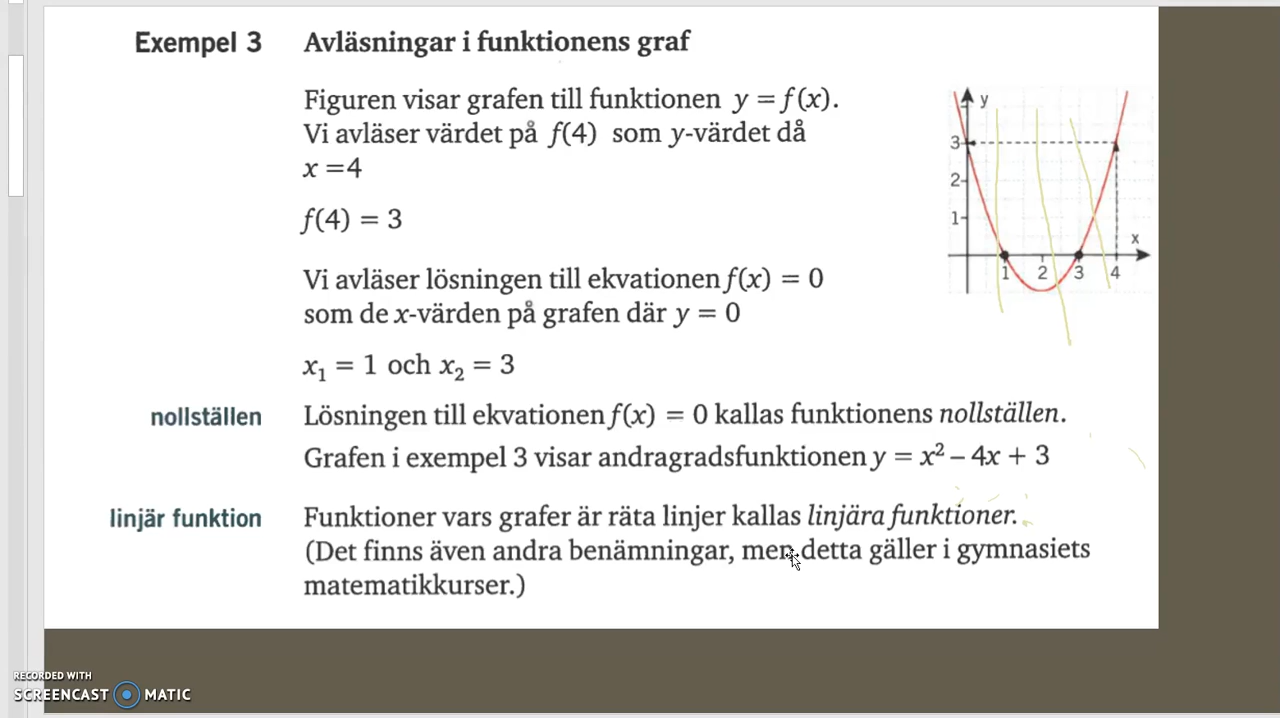 Exempel 3 Avläsningar i funktionens graf
Figuren visar grafen till funktionen y = f(x).
Vi avläser värdet på f(4) som y-värdet då
x =4
f(4) = 3
Vi avläser lösningen till ekvationen f(x) = 0
som de x-värden på grafen där y = 0
x₁ = 1 och x₂ = 3
y
3
2
1
x
1 2 3 4
nollställen Lösningen till ekvationen f(x) = 0 kallas funktionens nollställen.
Grafen i exempel 3 visar andragradsfunktionen y = x² – 4x + 3
linjär funktion Funktioner vars grafer är räta linjer kallas linjära funktioner.
(Det finns även andra benämningar, men detta gäller i gymnasiets
matematikkurser.)
RECORDED WITH
SCREENCAST MATIC